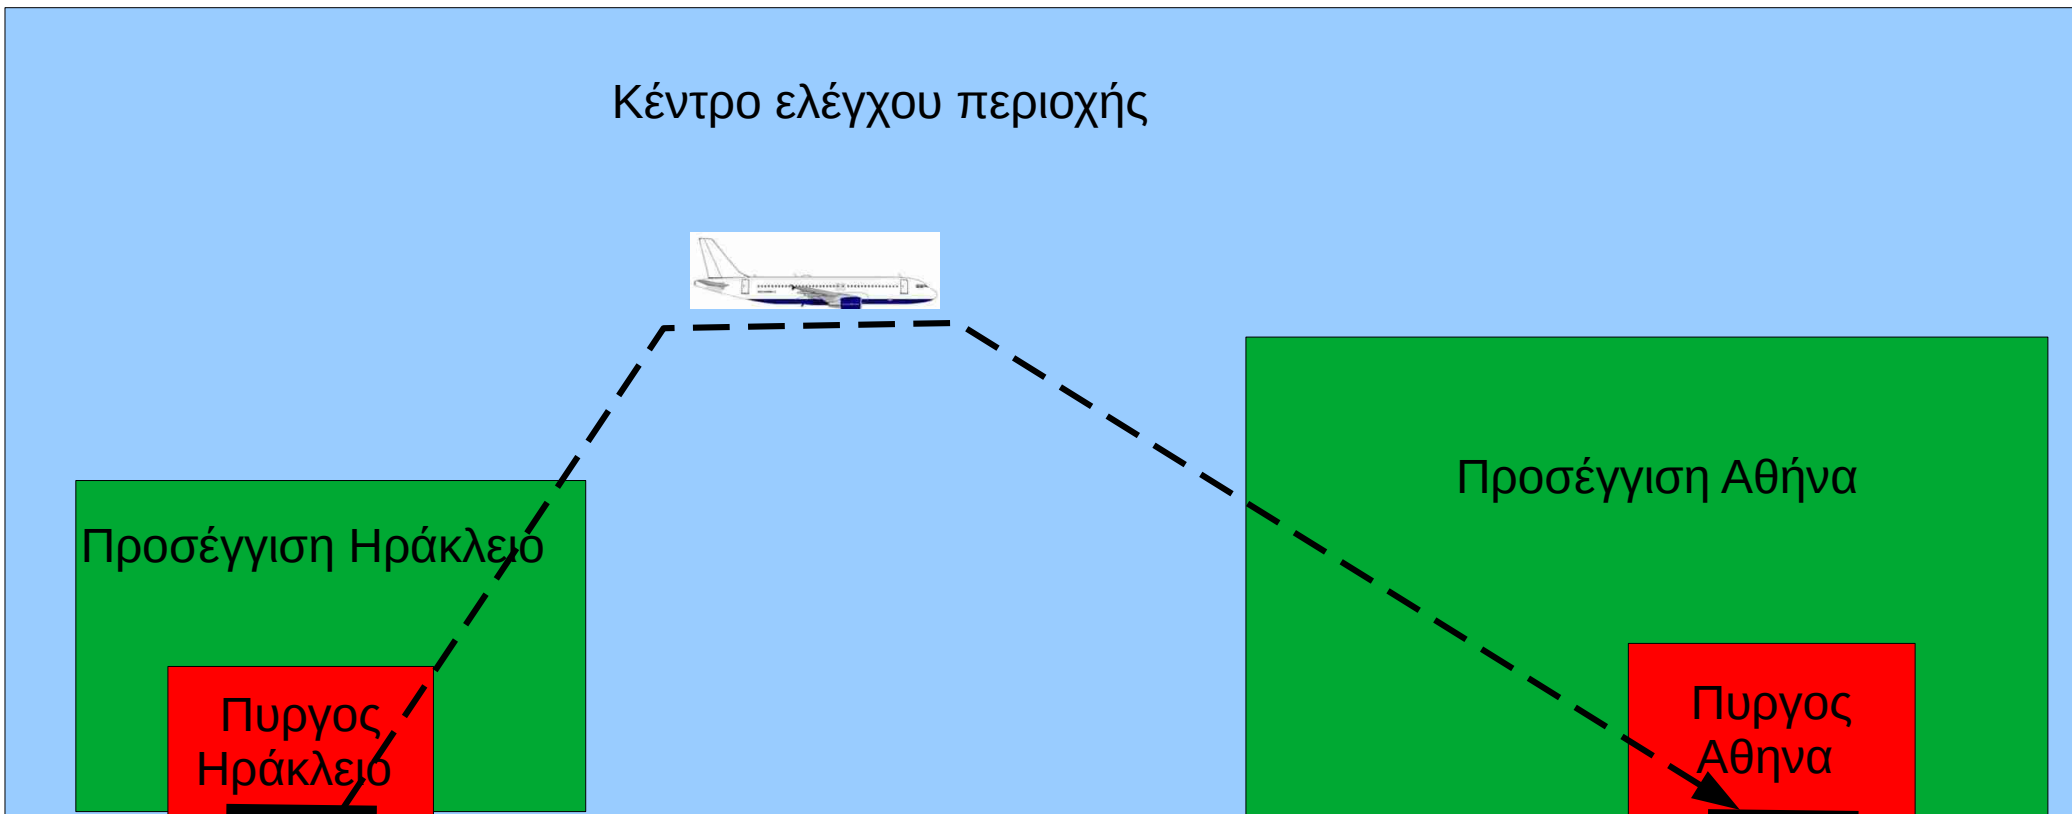 Κέντρο ελέγχου περιοχής
Προσέγγιση Αθήνα
Προσέγγιση Ηράκλειο
Πυργος
Ηράκλειο
Πυργος
Αθηνα